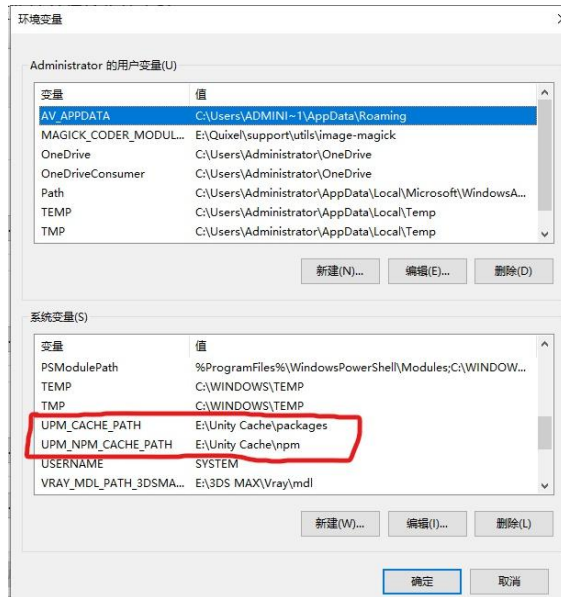 环境变量
Administrator 的用户变量(U)
变量 值
AV_APPDATA C:\Users\ADMINI~1\AppData\Roaming
MAGICK_CODER_MODUL... E:\Quixel\support\utils\image-magick
OneDrive C:\Users\Administrator\OneDrive
OneDriveConsumer C:\Users\Administrator\OneDrive
Path C:\Users\Administrator\AppData\Local\Microsoft\WindowsA...
TEMP C:\Users\Administrator\AppData\Local\Temp
TMP C:\Users\Administrator\AppData\Local\Temp
新建(N)... 编辑(E)... 删除(D)
系统变量(S)
变量 值
PSModulePath %ProgramFiles%\WindowsPowerShell\Modules;C:\WINDOW...
TEMP C:\WINDOWS\TEMP
TMP C:\WINDOWS\TEMP
UPM_CACHE_PATH E:\Unity Cache\packages
UPM_NPM_CACHE_PATH E:\Unity Cache\npm
USERNAME SYSTEM
VRAY_MDL_PATH_3DSMA... E:\3DS MAX\Vray\mdl
新建(W)... 编辑(I)... 删除(L)
确定 取消